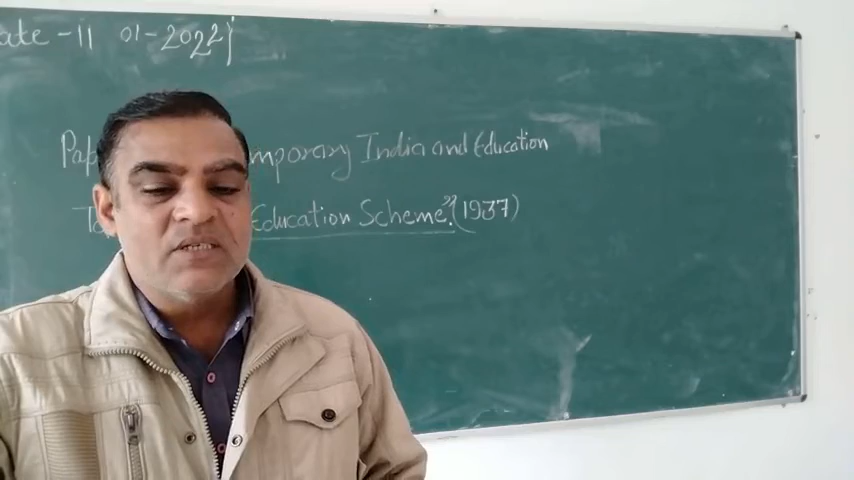 ate - 11 01 - 2022}
Pap mporary India and Education
Education Scheme." (1937)